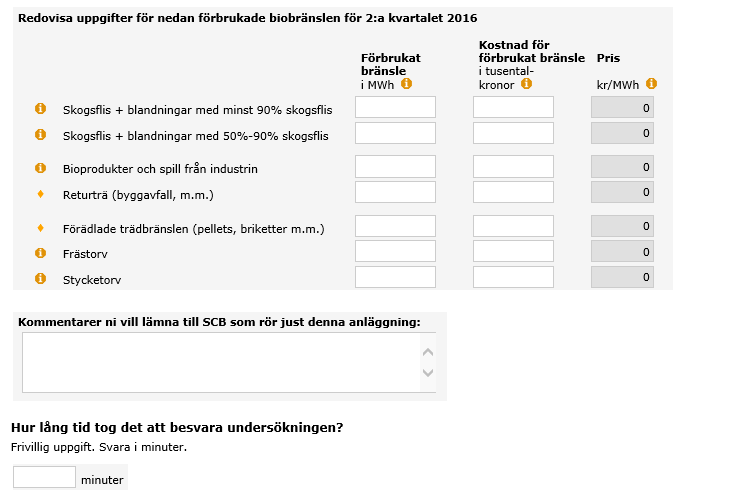 Redovisa uppgifter för nedan förbrukade biobränslen för 2:a kvartalet 2016
Förbrukat bränsle i MWh
Kostnad för förbrukat bränsle i tusental-kronor
Pris kr/MWh
Skogsflis + blandningar med minst 90% skogsflis 0
Skogsflis + blandningar med 50%-90% skogsflis 0
Bioprodukter och spill från industrin 0
Returträ (byggavfall, m.m.) 0
Förädlade trädbränslen (pellets, briketter m.m.) 0
Frästorv 0
Stycketorv 0
Kommentarer ni vill lämna till SCB som rör just denna anläggning:
Hur lång tid tog det att besvara undersökningen?
Frivillig uppgift. Svara i minuter.
minuter